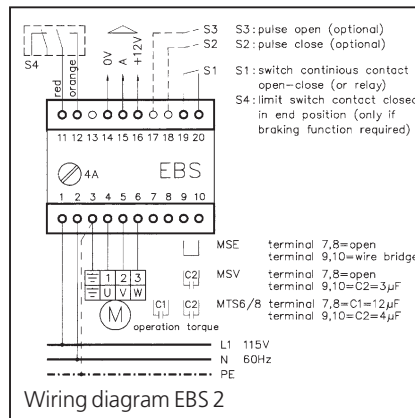 S3 S3:pulse open (optional)
S2 S2:pulse close (optional)
S1 S1:switch continious contact
open-close (or relay)
S4:limit switch contact closed
in end position (only if
braking function required)
S4
red
orange
0V
A
+12V
11 12 13 14 15 16 17 18 19 20
4A
EBS
1 2 3 4 5 6 7 8 9 10
MSE terminal 7,8=open
terminal 9,10=wire bridge
MSV terminal 7,8=open
terminal 9,10=C2=3µF
MTS6/8 terminal 7,8=C1=12µF
terminal 9,10=C2=4µF
1 2 3
U V W
M
C2
C1 C2
operation torque
L1 115V
N 60Hz
PE
Wiring diagram EBS 2